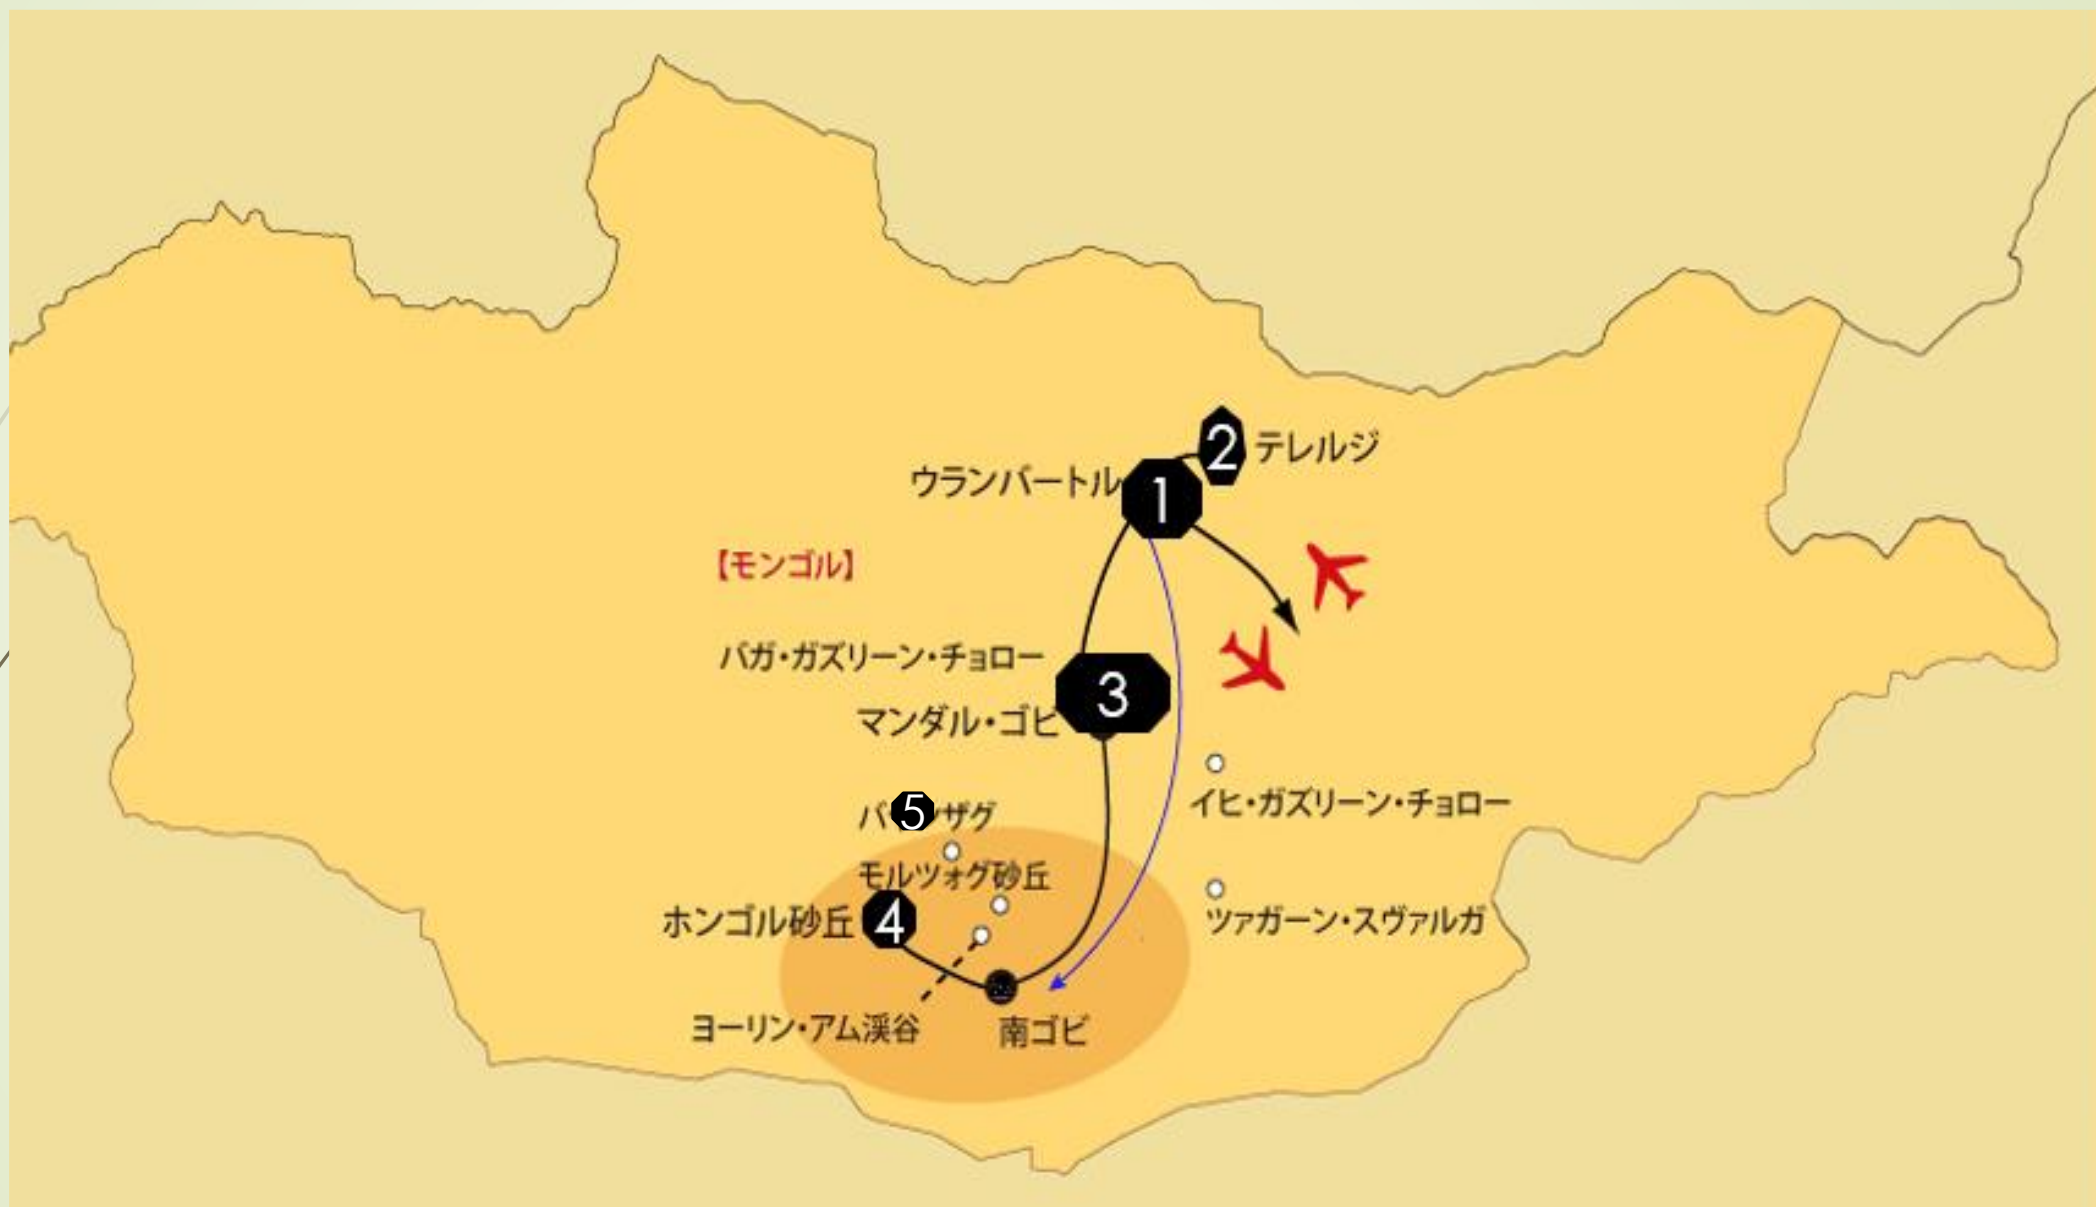 2 テレルジ
ウランバートル 1
【モンゴル】
バガ・ガズリーン・チョロー
3
マンダル・ゴビ
イヒ・ガズリーン・チョロー
5
ザグ
モルツォグ砂丘
ホンゴル砂丘 4
ツァガーン・スヴァルガ
ヨーリン・アム渓谷
南ゴビ